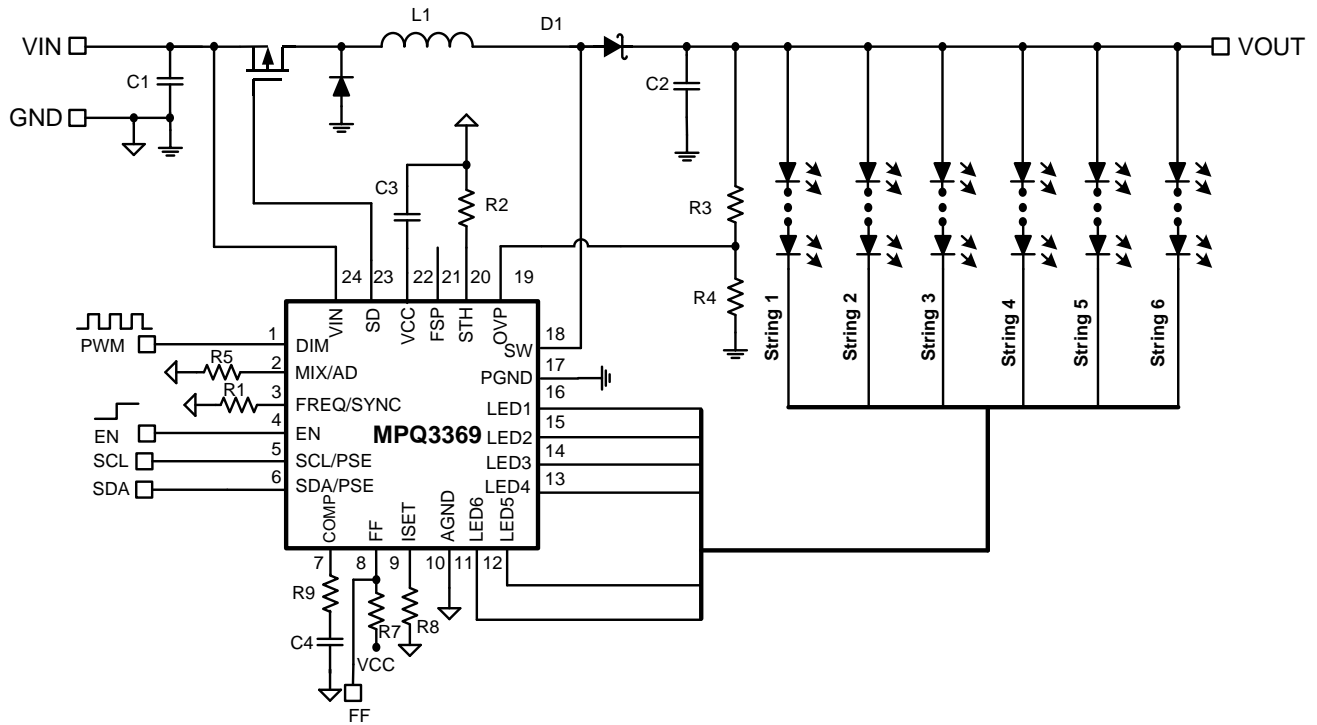 L1
D1
VIN
VOUT
C1
C2
GND
C3
R2
R3
R4
24
23
22
21
20
19
VIN
SD
VCC
FSP
STH
OVP
String 1
String 2
String 3
String 4
String 5
String 6
PWM
1
DIM
18
SW
R5
2
MIX/AD
17
PGND
R1
3
FREQ/SYNC
16
LED1
EN
4
EN
MPQ3369
15
LED2
SCL
5
SCL/PSE
14
LED3
SDA
6
SDA/PSE
13
LED4
COMP
FF
ISET
AGND
LED6
LED5
7
8
9
10
11
12
R9
R7
R8
C4
VCC
FF